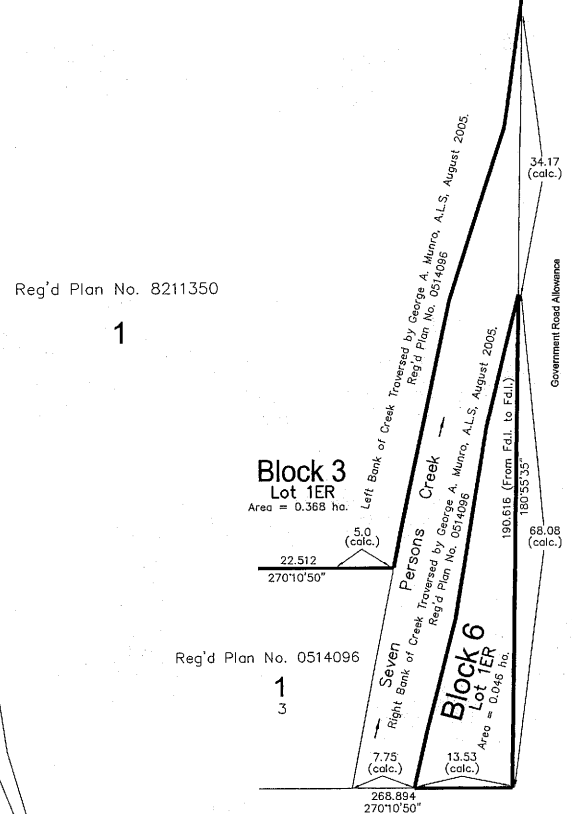 34.17
(calc.)
Government Road Allowance
Reg'd Plan No. 8211350
1
Left Bank of Creek Traversed by George A. Munro, A.L.S, August 2005.
Reg'd Plan No. 0514096
Block 3
Lot 1ER
Area = 0.368 ha.
5.0
(calc.)
22.512
270°10'50"
Seven Persons Creek
Right Bank of Creek Traversed by George A. Munro, A.L.S, August 2005.
Reg'd Plan No. 0514096
190.616 (From Fd.I. to Fd.I.)
180°55'35"
68.08
(calc.)
Reg'd Plan No. 0514096
1
3
Block 6
Lot 1ER
Area = 0.046 ha.
7.75
(calc.)
13.53
(calc.)
268.894
270°10'50"